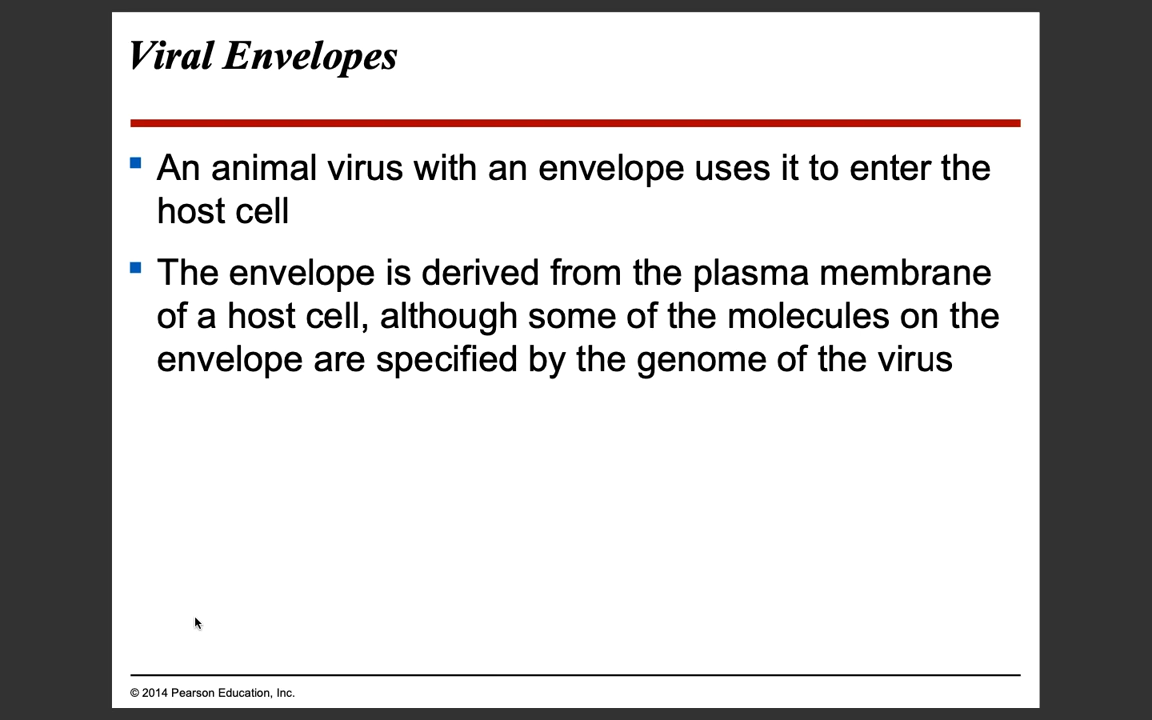 Viral Envelopes
An animal virus with an envelope uses it to enter the
host cell
The envelope is derived from the plasma membrane
of a host cell, although some of the molecules on the
envelope are specified by the genome of the virus
© 2014 Pearson Education, Inc.